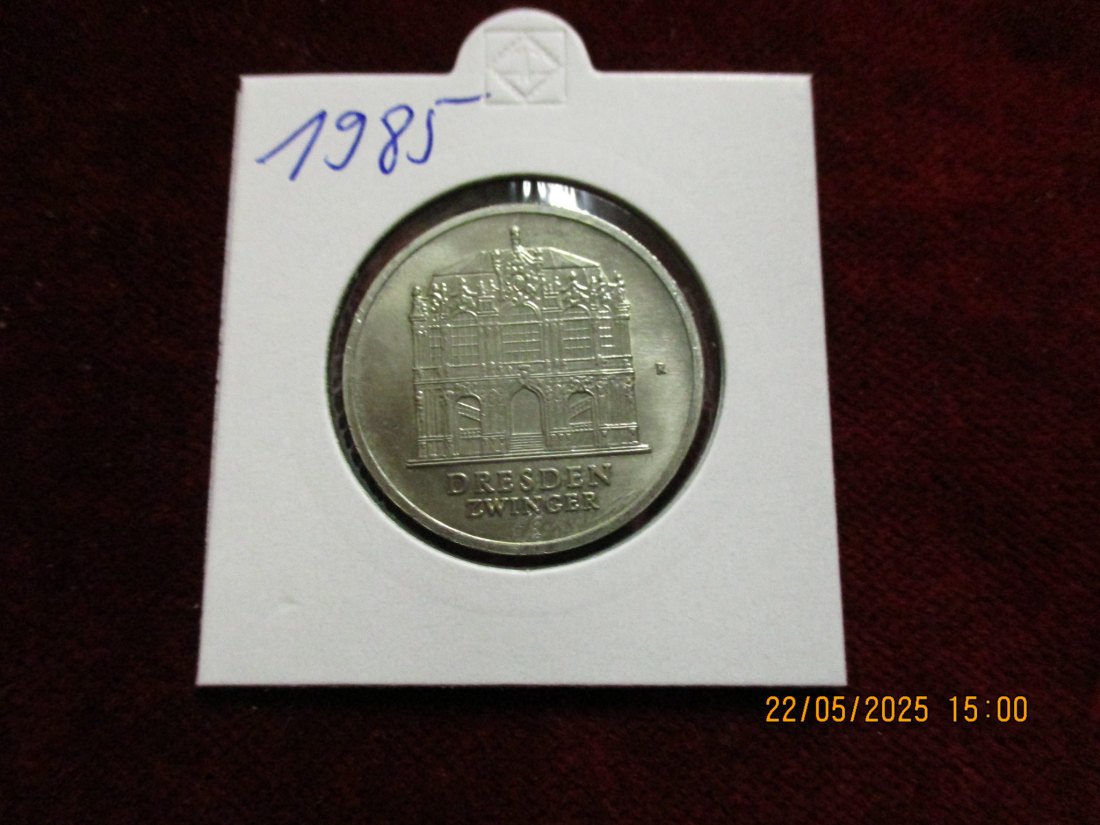 1985
R
DRESDEN
ZWINGER
A
22/05/2025 15:00